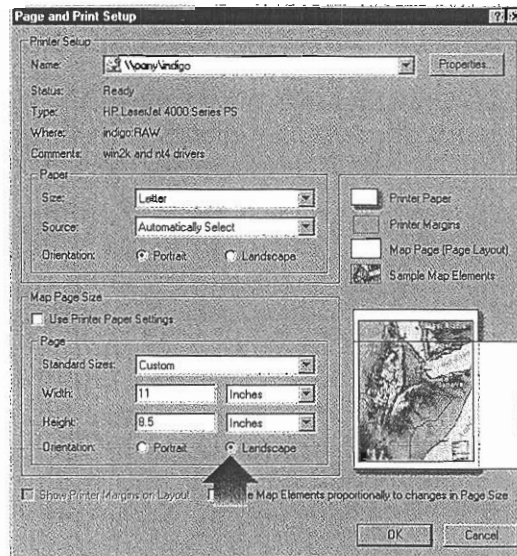 Page and Print Setup
Printer Setup
Name: \\pany\indigo Properties...
Status: Ready
Type: HP LaserJet 4000 Series PS
Where: indigo:RAW
Comments: win2k and nt4 drivers
Paper
Size: Letter
Source: Automatically Select
Orientation: Portrait Landscape
Printer Paper
Printer Margins
Map Page (Page Layout)
Sample Map Elements
Map Page Size
Use Printer Paper Settings
Page
Standard Sizes: Custom
Width: 11 Inches
Height: 8.5 Inches
Orientation: Portrait Landscape
Show Printer Margins on Layout Map Elements proportionally to changes in Page Size
OK Cancel